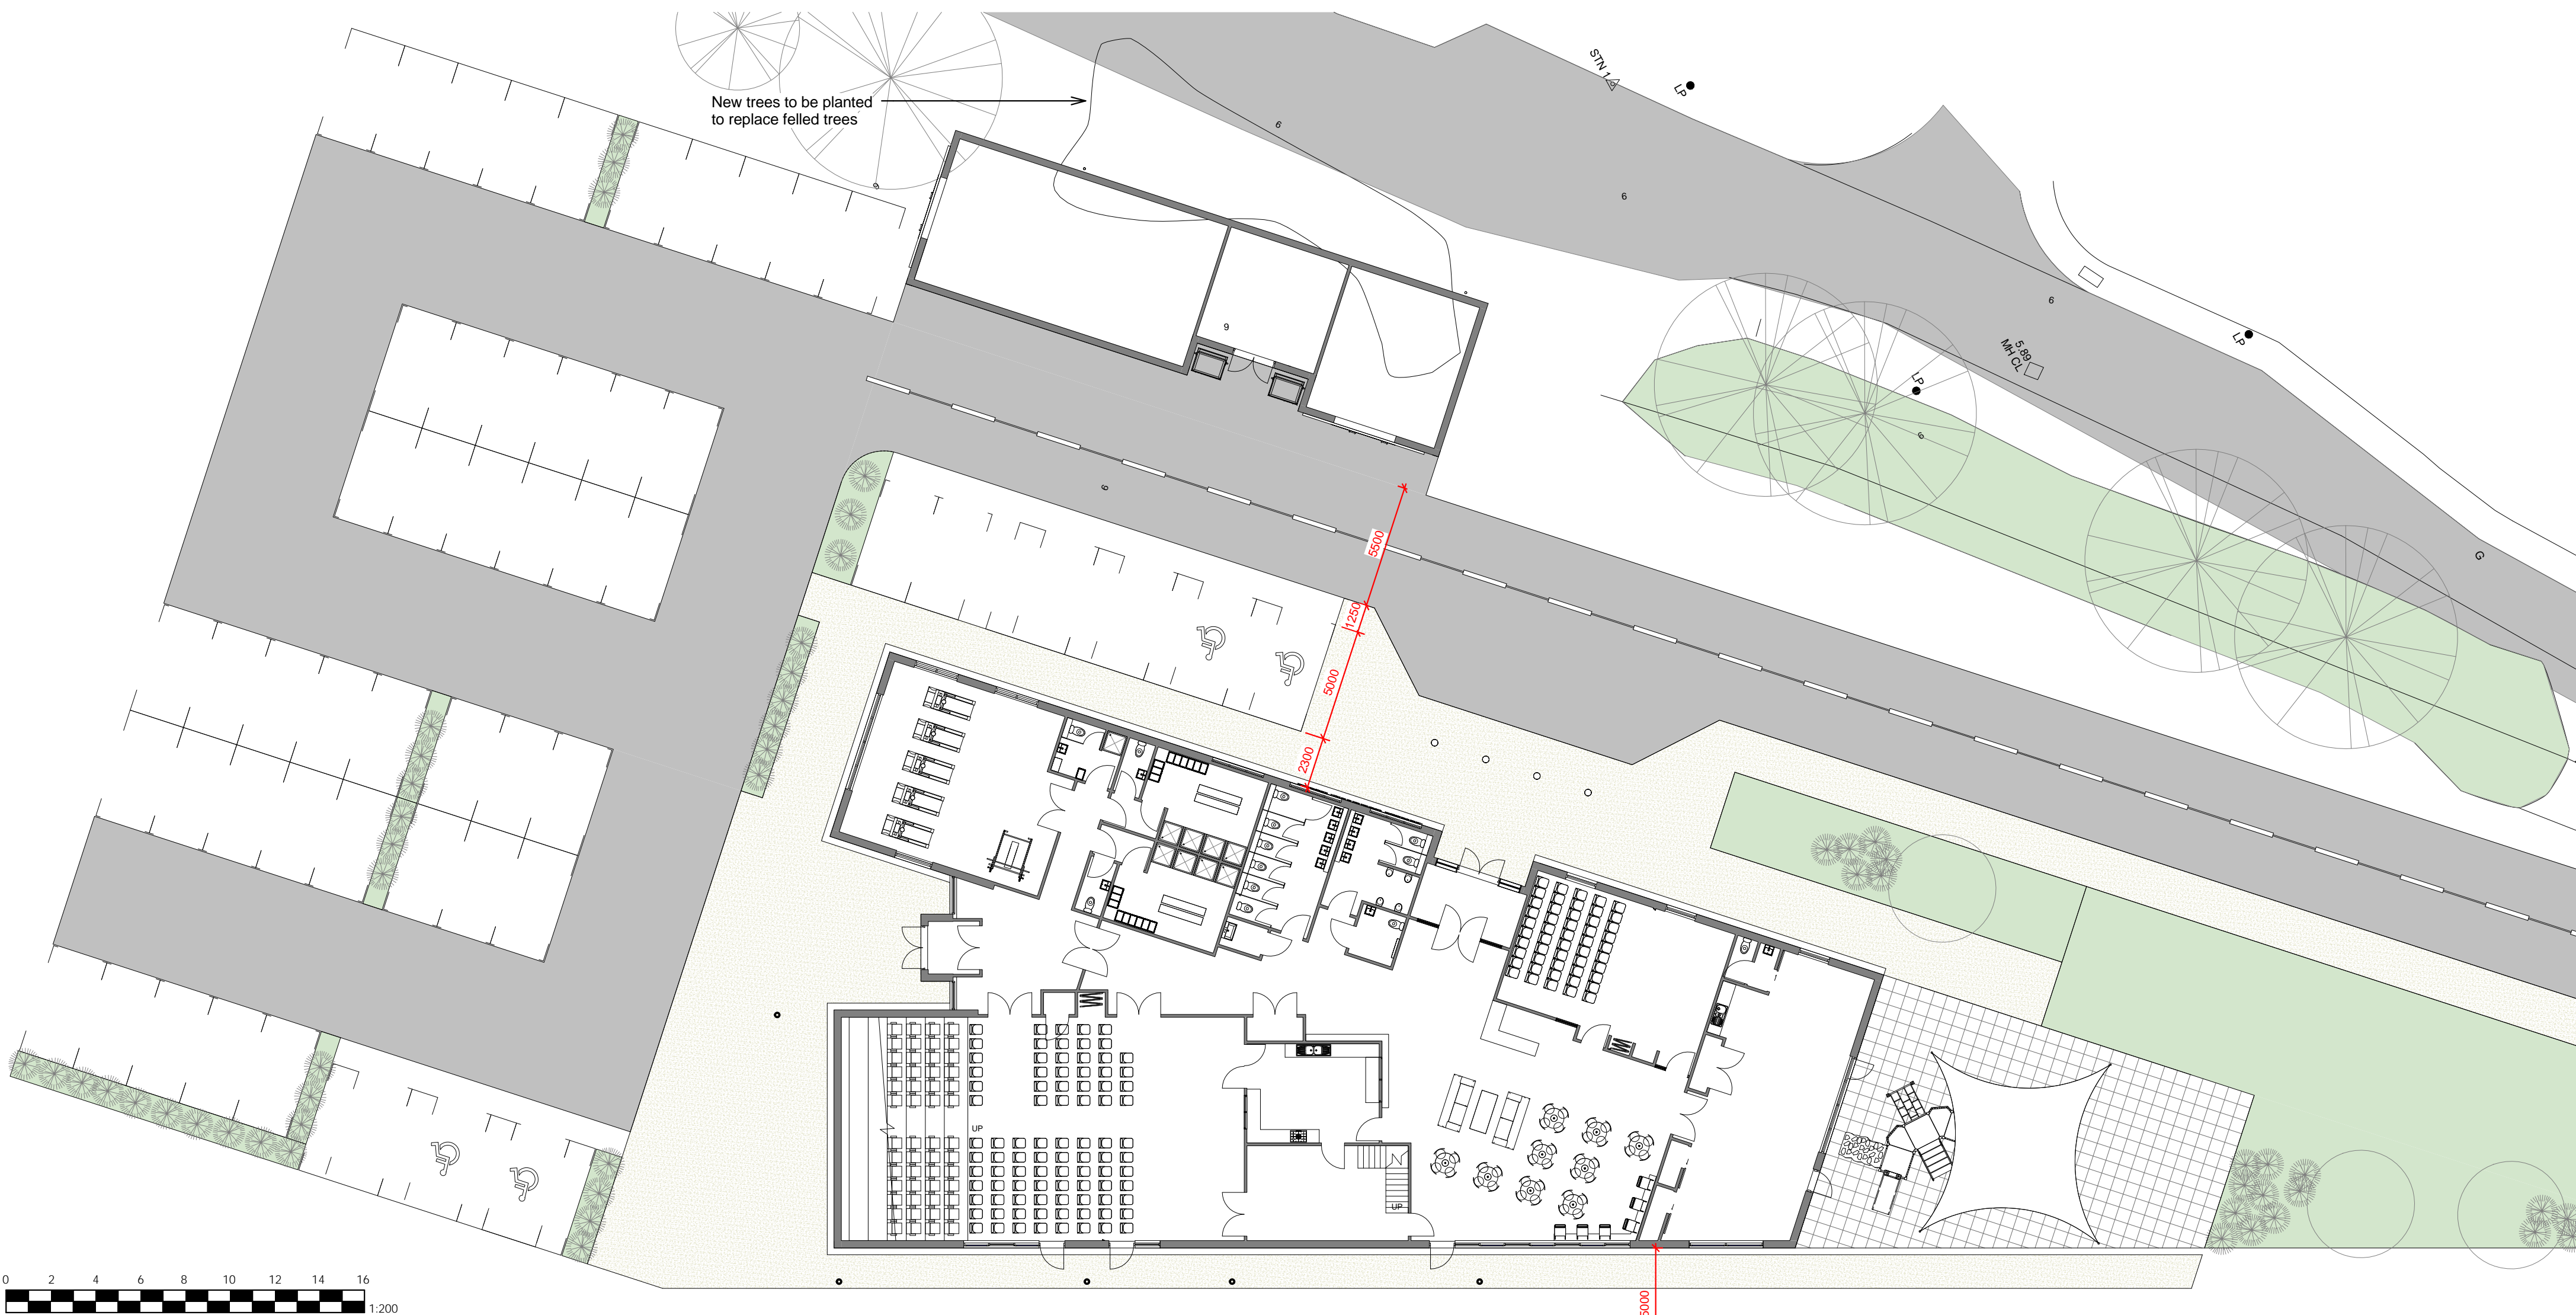 STN 1
LP
New trees to be planted
to replace felled trees
6
9
6
6
9
LP
5.89
MH CL
LP
6
9
G
5500
1250
5000
2300
UP
UP
0 2 4 6 8 10 12 14 16
1:200